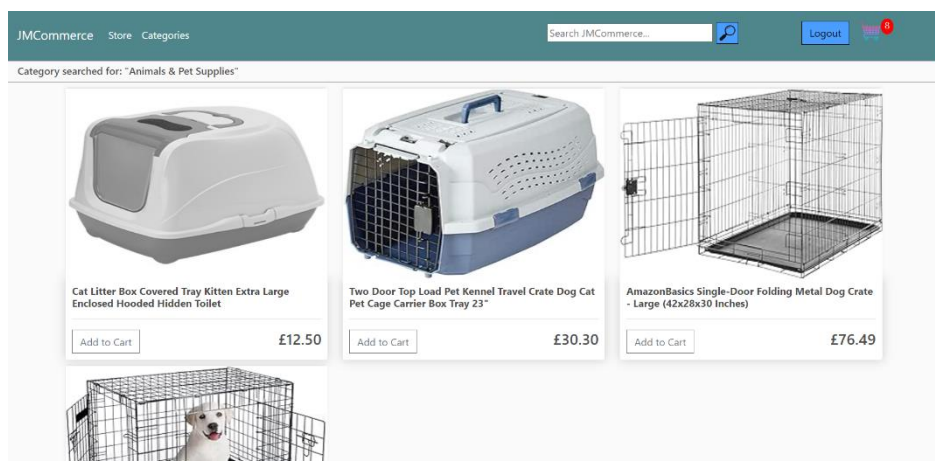 JMCommerce Store Categories Search JMCommerce... Logout 8
Category searched for: "Animals & Pet Supplies"
Cat Litter Box Covered Tray Kitten Extra Large
Enclosed Hooded Hidden Toilet
Add to Cart £12.50
Two Door Top Load Pet Kennel Travel Crate Dog Cat
Pet Cage Carrier Box Tray 23"
Add to Cart £30.30
AmazonBasics Single-Door Folding Metal Dog Crate
- Large (42x28x30 Inches)
Add to Cart £76.49